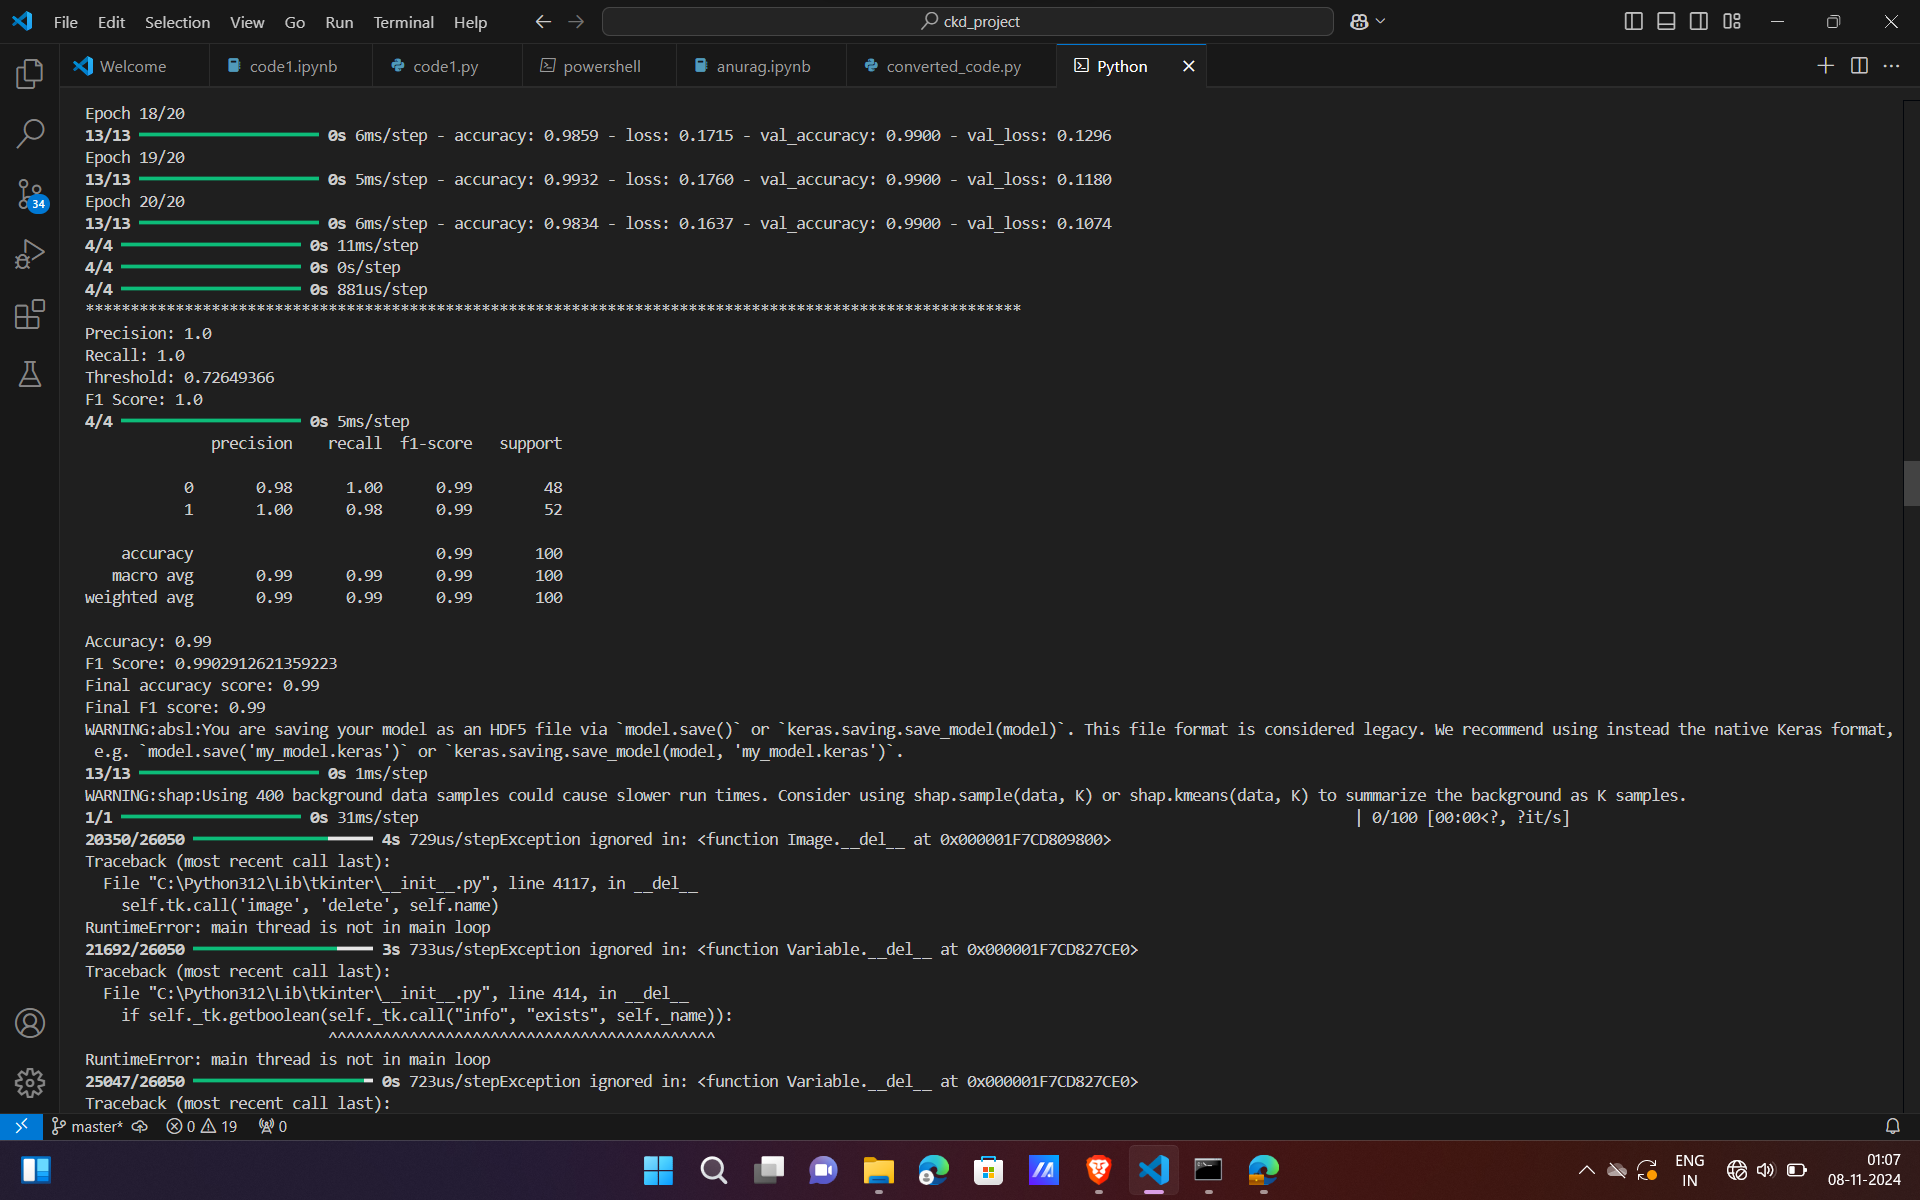 File Edit Selection View Go Run Terminal Help ckd_project
Welcome code1.ipynb code1.py powershell anurag.ipynb converted_code.py Python
Epoch 18/20
13/13 0s 6ms/step - accuracy: 0.9859 - loss: 0.1715 - val_accuracy: 0.9900 - val_loss: 0.1296
Epoch 19/20
13/13 0s 5ms/step - accuracy: 0.9932 - loss: 0.1760 - val_accuracy: 0.9900 - val_loss: 0.1180
Epoch 20/20
13/13 0s 6ms/step - accuracy: 0.9834 - loss: 0.1637 - val_accuracy: 0.9900 - val_loss: 0.1074
4/4 0s 11ms/step
4/4 0s 0s/step
4/4 0s 881us/step
********************************************************************************************************
Precision: 1.0
Recall: 1.0
Threshold: 0.72649366
F1 Score: 1.0
4/4 0s 5ms/step
precision recall f1-score support
0 0.98 1.00 0.99 48
1 1.00 0.98 0.99 52
accuracy 0.99 100
macro avg 0.99 0.99 0.99 100
weighted avg 0.99 0.99 0.99 100
Accuracy: 0.99
F1 Score: 0.9902912621359223
Final accuracy score: 0.99
Final F1 score: 0.99
WARNING:absl:You are saving your model as an HDF5 file via `model.save()` or `keras.saving.save_model(model)`. This file format is considered legacy. We recommend using instead the native Keras format,
e.g. `model.save('my_model.keras')` or `keras.saving.save_model(model, 'my_model.keras')`.
13/13 0s 1ms/step
WARNING:shap:Using 400 background data samples could cause slower run times. Consider using shap.sample(data, K) or shap.kmeans(data, K) to summarize the background as K samples.
1/1 0s 31ms/step | 0/100 [00:00<?, ?it/s]
20350/26050 4s 729us/stepException ignored in: <function Image.__del__ at 0x000001F7CD809800>
Traceback (most recent call last):
File "C:\Python312\Lib\tkinter\__init__.py", line 4117, in __del__
self.tk.call('image', 'delete', self.name)
RuntimeError: main thread is not in main loop
21692/26050 3s 733us/stepException ignored in: <function Variable.__del__ at 0x000001F7CD827CE0>
Traceback (most recent call last):
File "C:\Python312\Lib\tkinter\__init__.py", line 414, in __del__
if self._tk.getboolean(self._tk.call("info", "exists", self._name)):
^^^^^^^^^^^^^^^^^^^^^^^^^^^^^^^^^^^^^^^^^^^
RuntimeError: main thread is not in main loop
25047/26050 0s 723us/stepException ignored in: <function Variable.__del__ at 0x000001F7CD827CE0>
Traceback (most recent call last):
34
master* 0 19 0
ENG
IN
01:07
08-11-2024